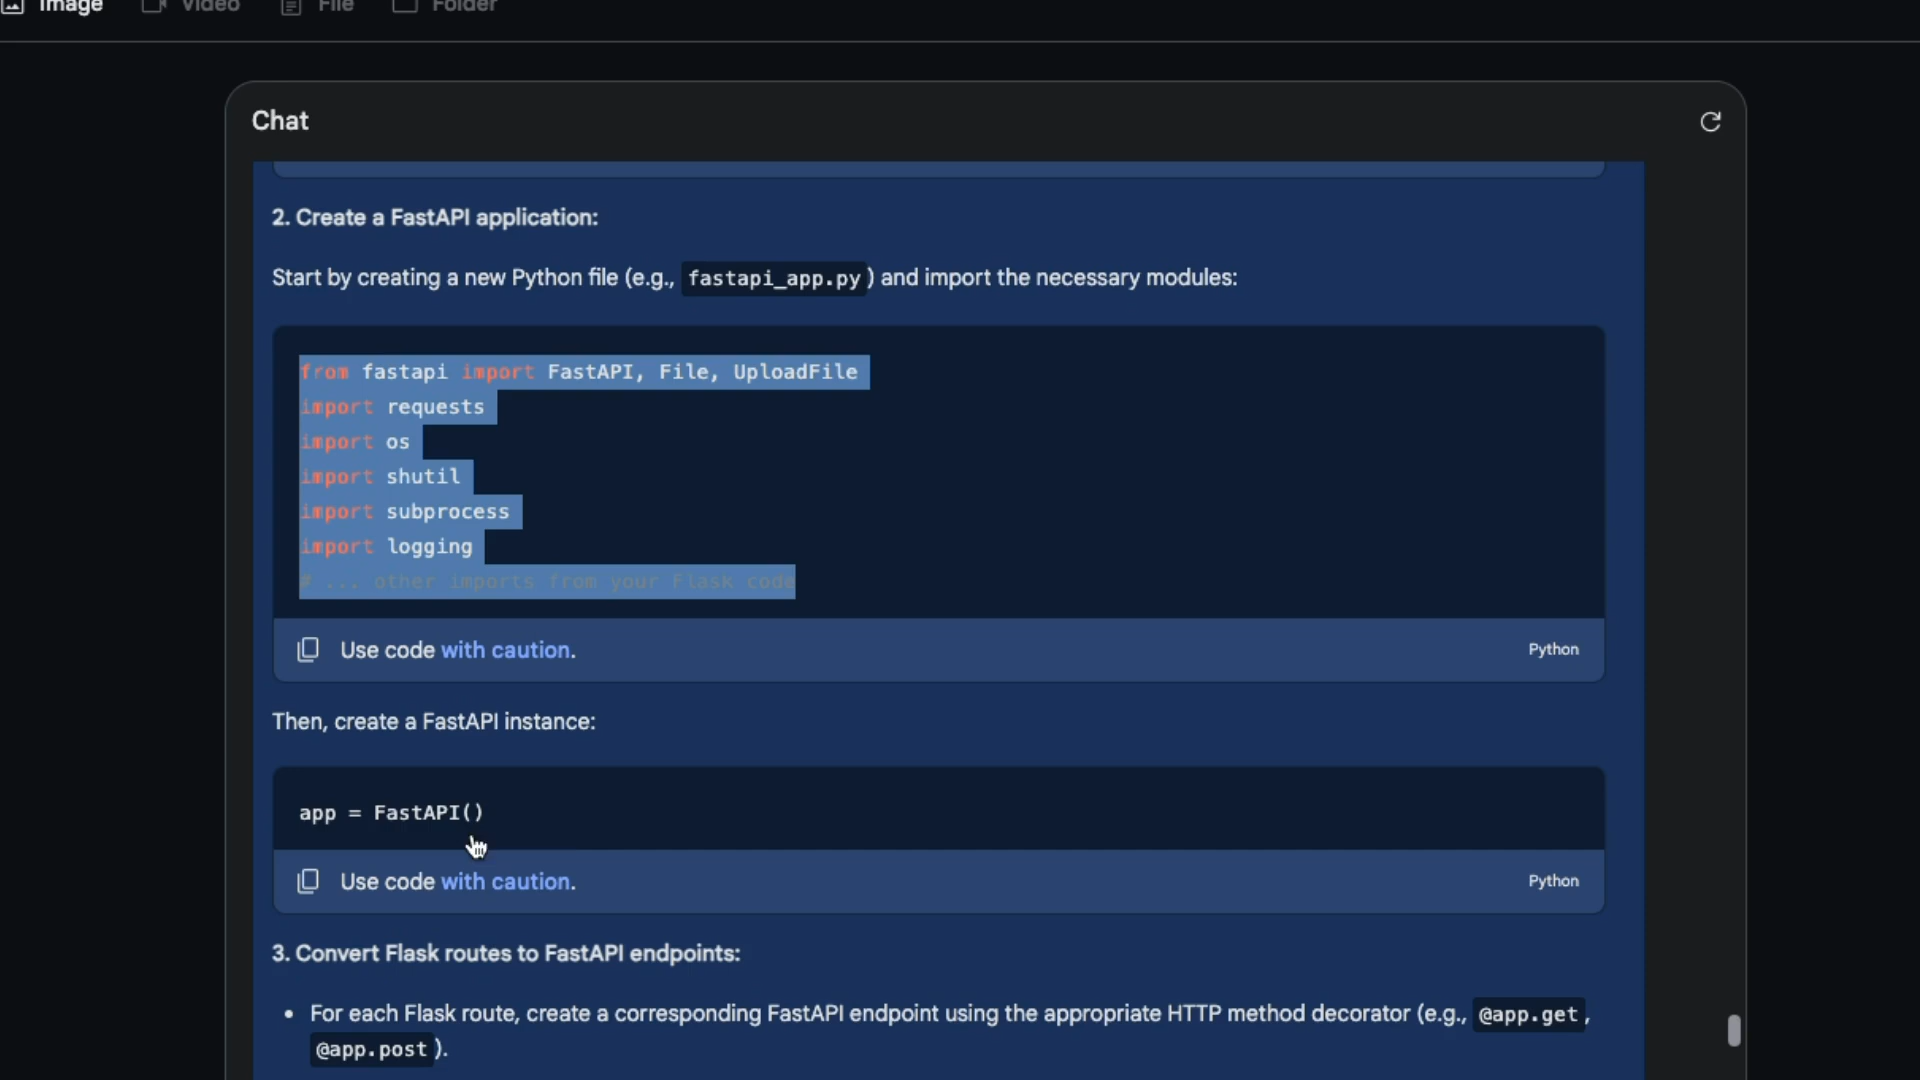 Image Video File Folder
Chat
2. Create a FastAPI application:
Start by creating a new Python file (e.g., fastapi_app.py) and import the necessary modules:
from fastapi import FastAPI, File, UploadFile
import requests
import os
import shutil
import subprocess
import logging
# ... other imports from your Flask code
Use code with caution. Python
Then, create a FastAPI instance:
app = FastAPI()
Use code with caution. Python
3. Convert Flask routes to FastAPI endpoints:
• For each Flask route, create a corresponding FastAPI endpoint using the appropriate HTTP method decorator (e.g., @app.get,
@app.post).